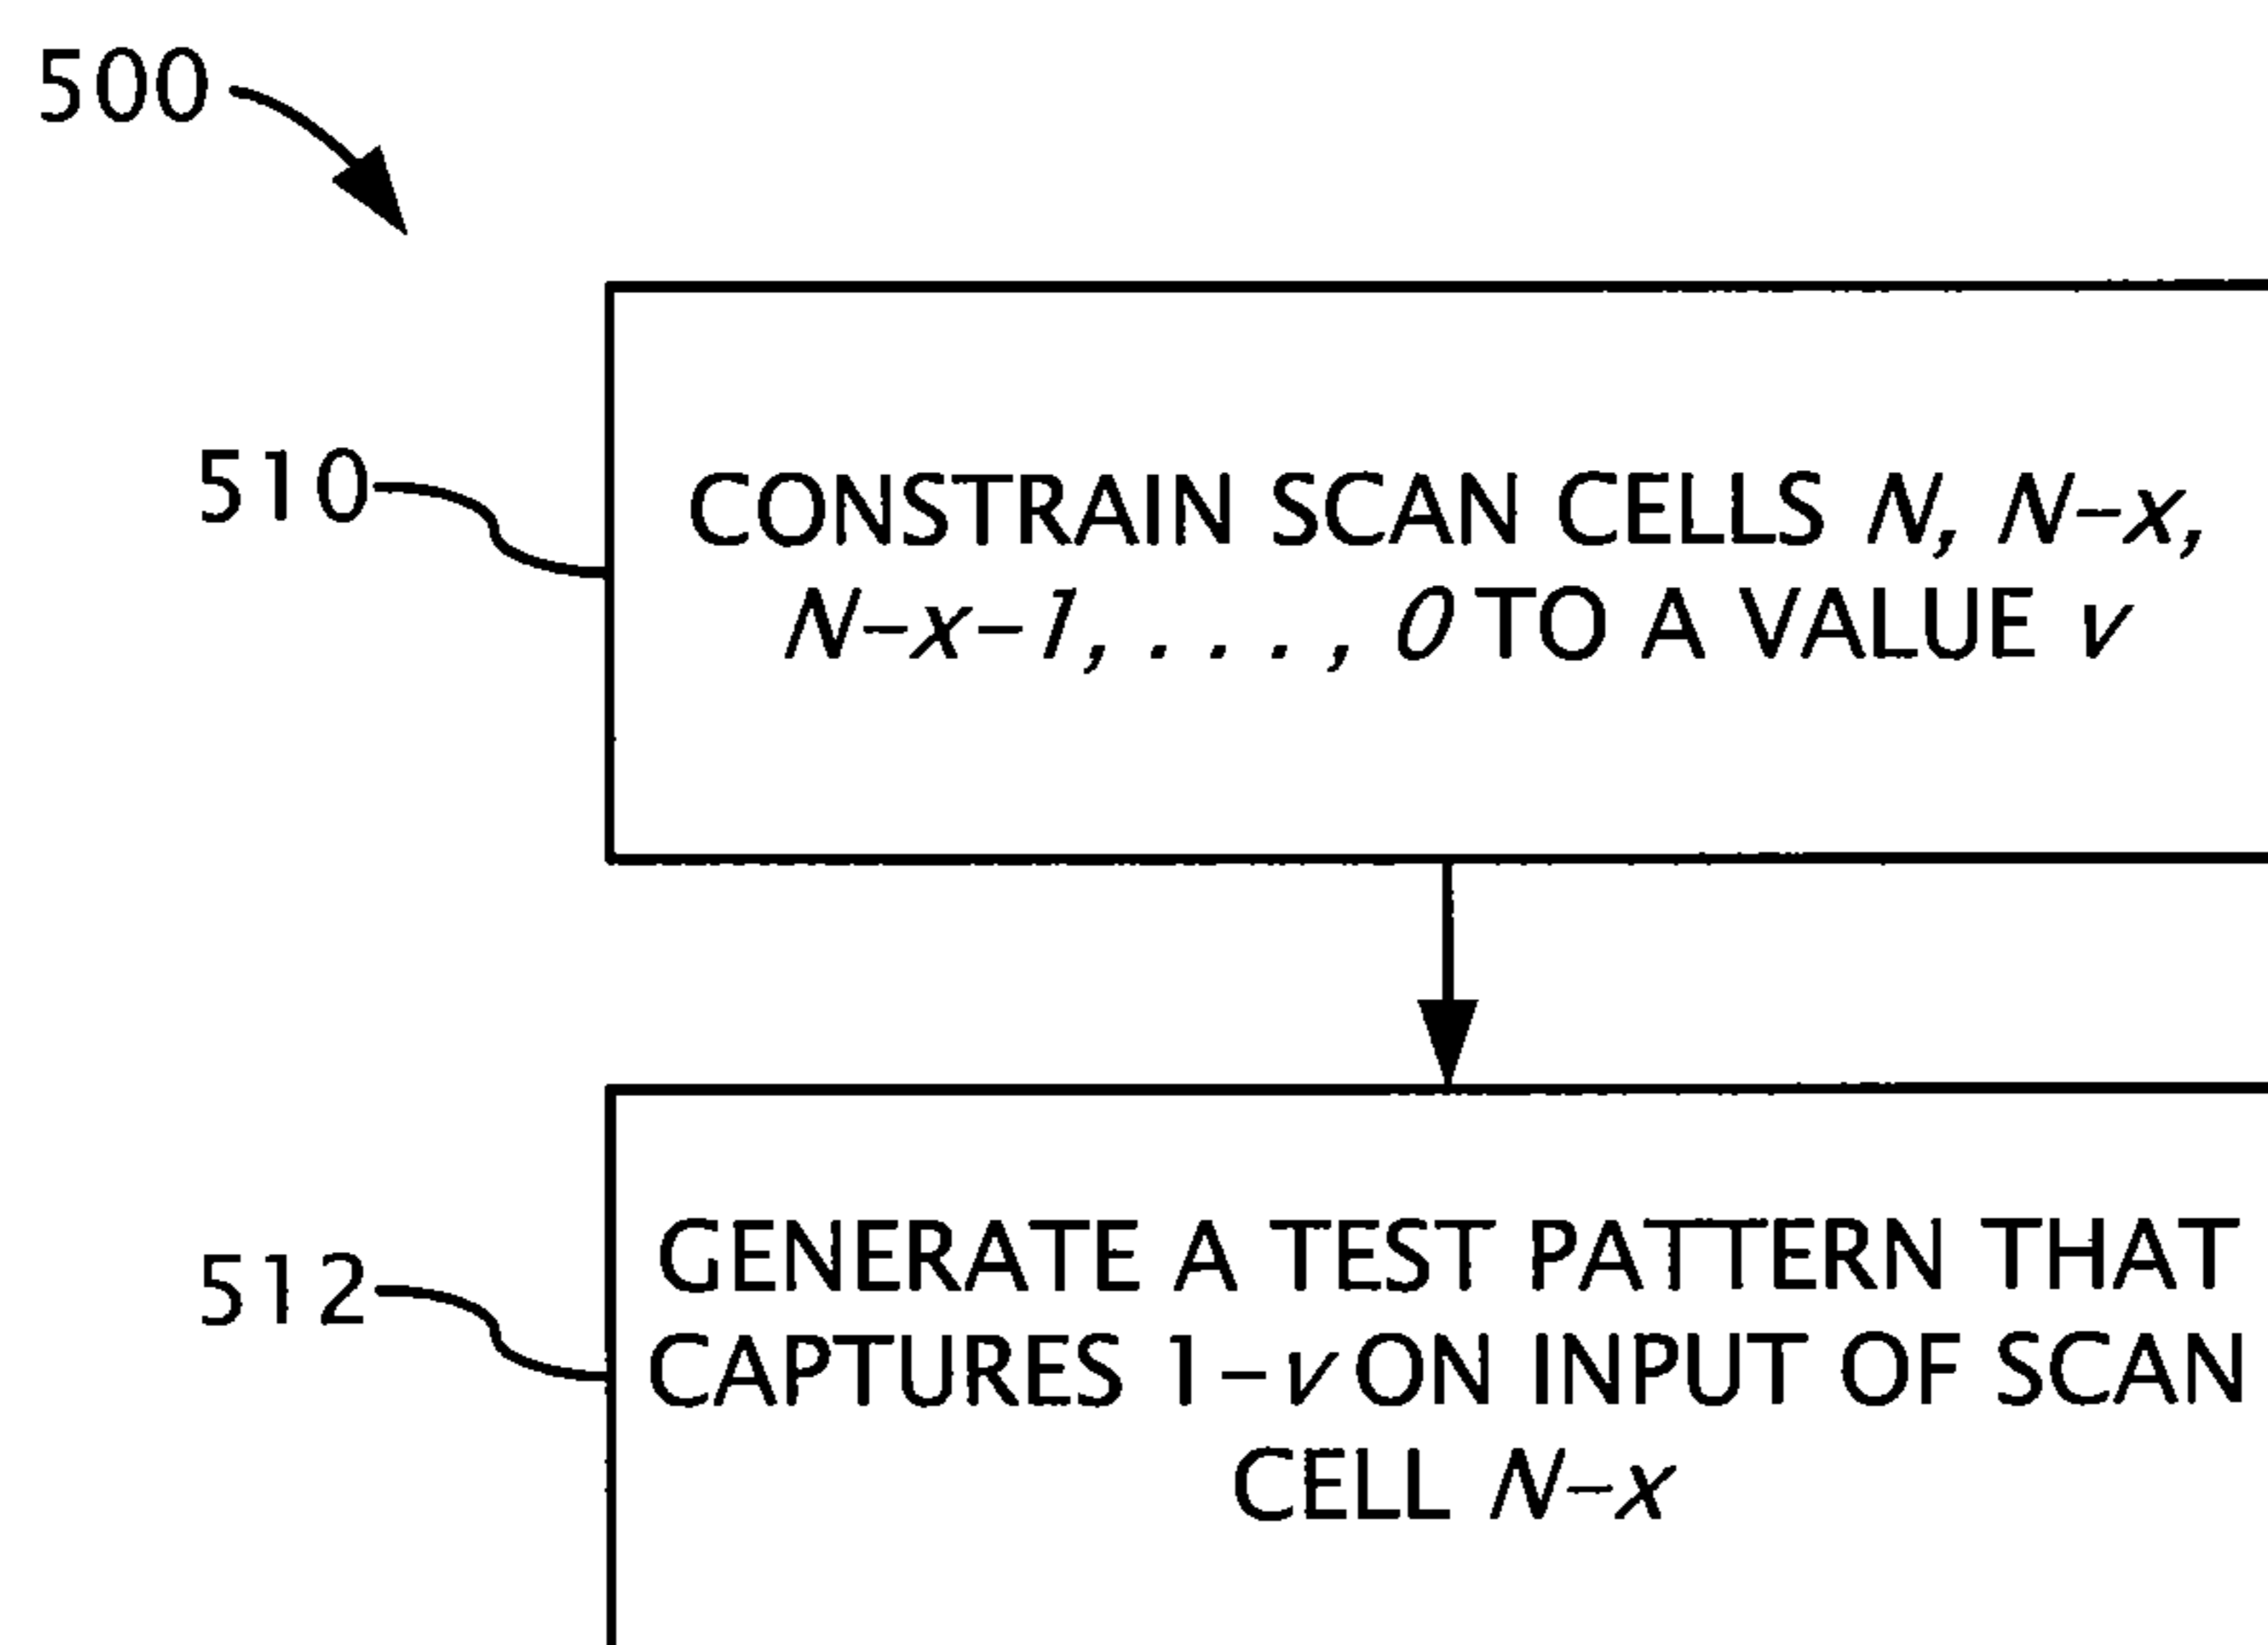 500
510
CONSTRAIN SCAN CELLS N, N–x,
N–x–1, . . . , 0 TO A VALUE v
512
GENERATE A TEST PATTERN THAT
CAPTURES 1–v ON INPUT OF SCAN
CELL N–x